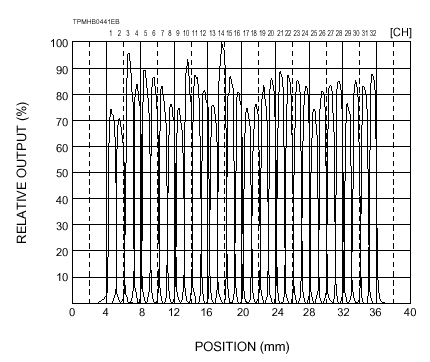 TPMHB0441EB
1 2 3 4 5 6 7 8 9 10 11 12 13 14 15 16 17 18 19 20 21 22 23 24 25 26 27 28 29 30 31 32 [CH]
100
90
80
70
60
50
40
30
20
10
RELATIVE OUTPUT (%)
0 4 8 12 16 20 24 28 32 36 40
POSITION (mm)